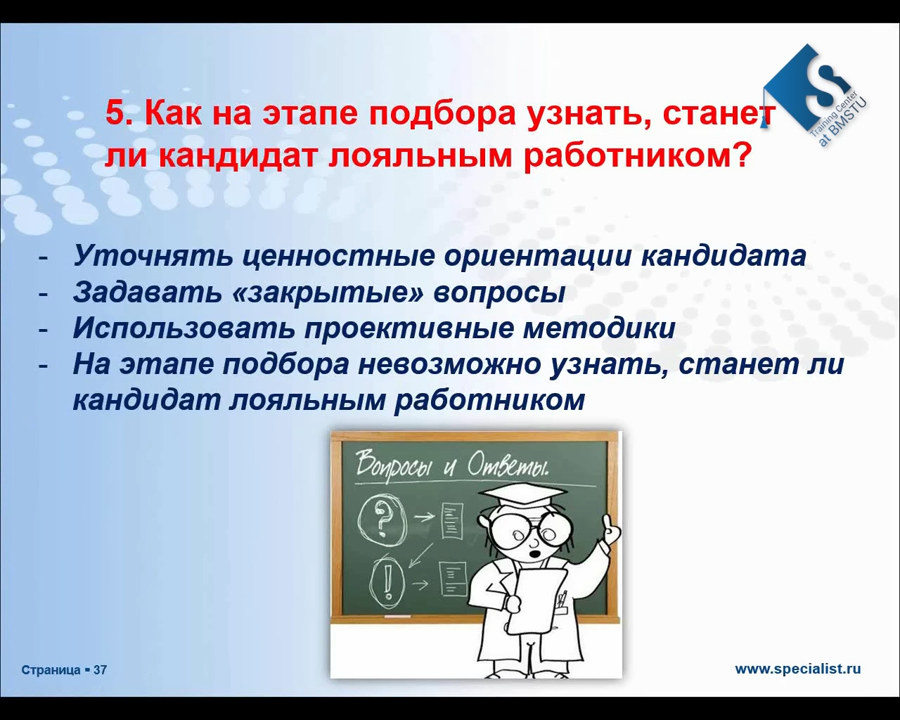 5. Как на этапе подбора узнать, станет
ли кандидат лояльным работником?
S
Training Center
at BMSTU
- Уточнять ценностные ориентации кандидата
- Задавать «закрытые» вопросы
- Использовать проективные методики
- На этапе подбора невозможно узнать, станет ли
кандидат лояльным работником
Вопросы и Ответы.
?
!
Страница ▪ 37
www.specialist.ru